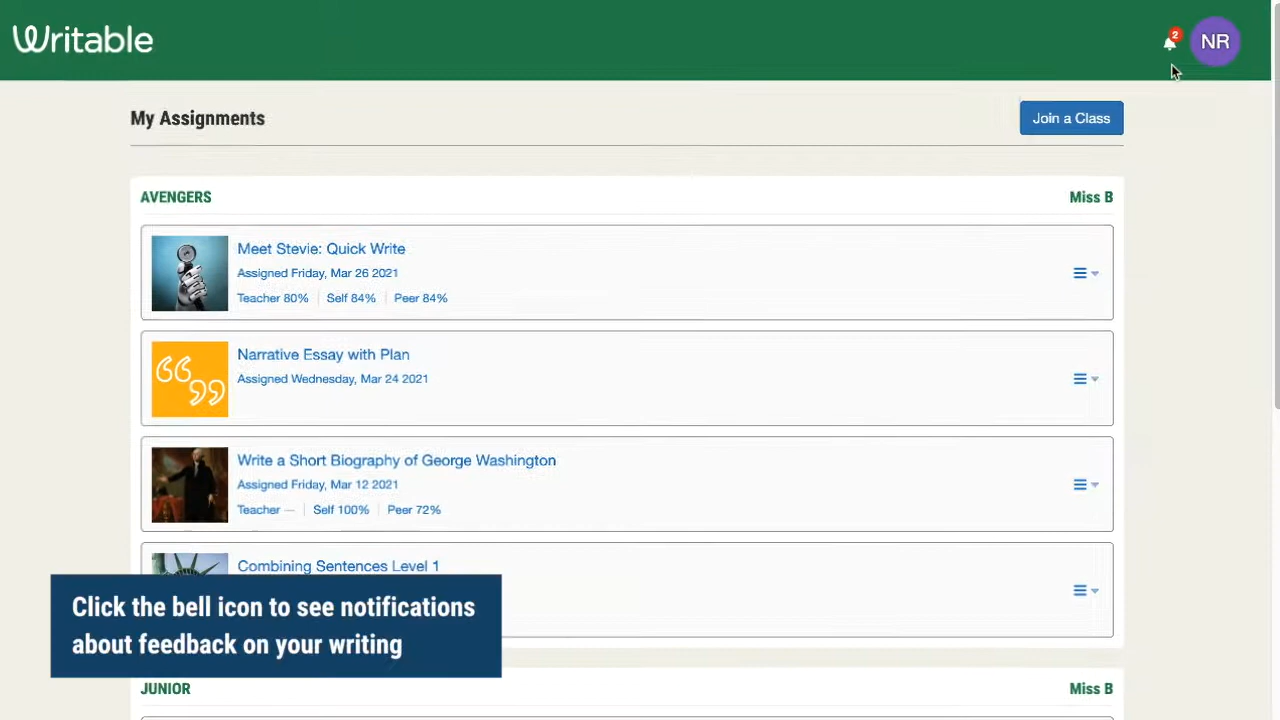 Writable
2
NR
My Assignments
Join a Class
AVENGERS
Miss B
Meet Stevie: Quick Write
Assigned Friday, Mar 26 2021
Teacher 80% Self 84% Peer 84%
Narrative Essay with Plan
Assigned Wednesday, Mar 24 2021
Write a Short Biography of George Washington
Assigned Friday, Mar 12 2021
Teacher — Self 100% Peer 72%
Combining Sentences Level 1
Click the bell icon to see notifications
about feedback on your writing
JUNIOR
Miss B